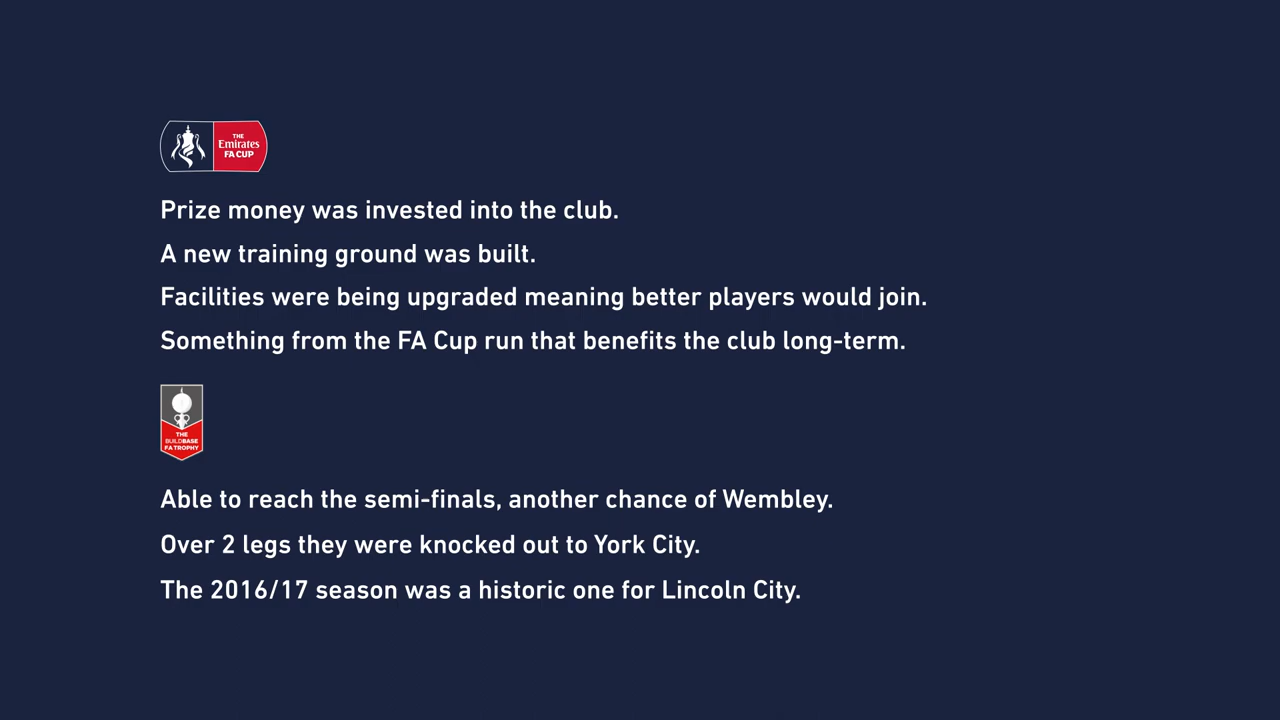 THE
Emirates
FA CUP
Prize money was invested into the club.
A new training ground was built.
Facilities were being upgraded meaning better players would join.
Something from the FA Cup run that benefits the club long-term.
THE
BUILDBASE
FA TROPHY
Able to reach the semi-finals, another chance of Wembley.
Over 2 legs they were knocked out to York City.
The 2016/17 season was a historic one for Lincoln City.